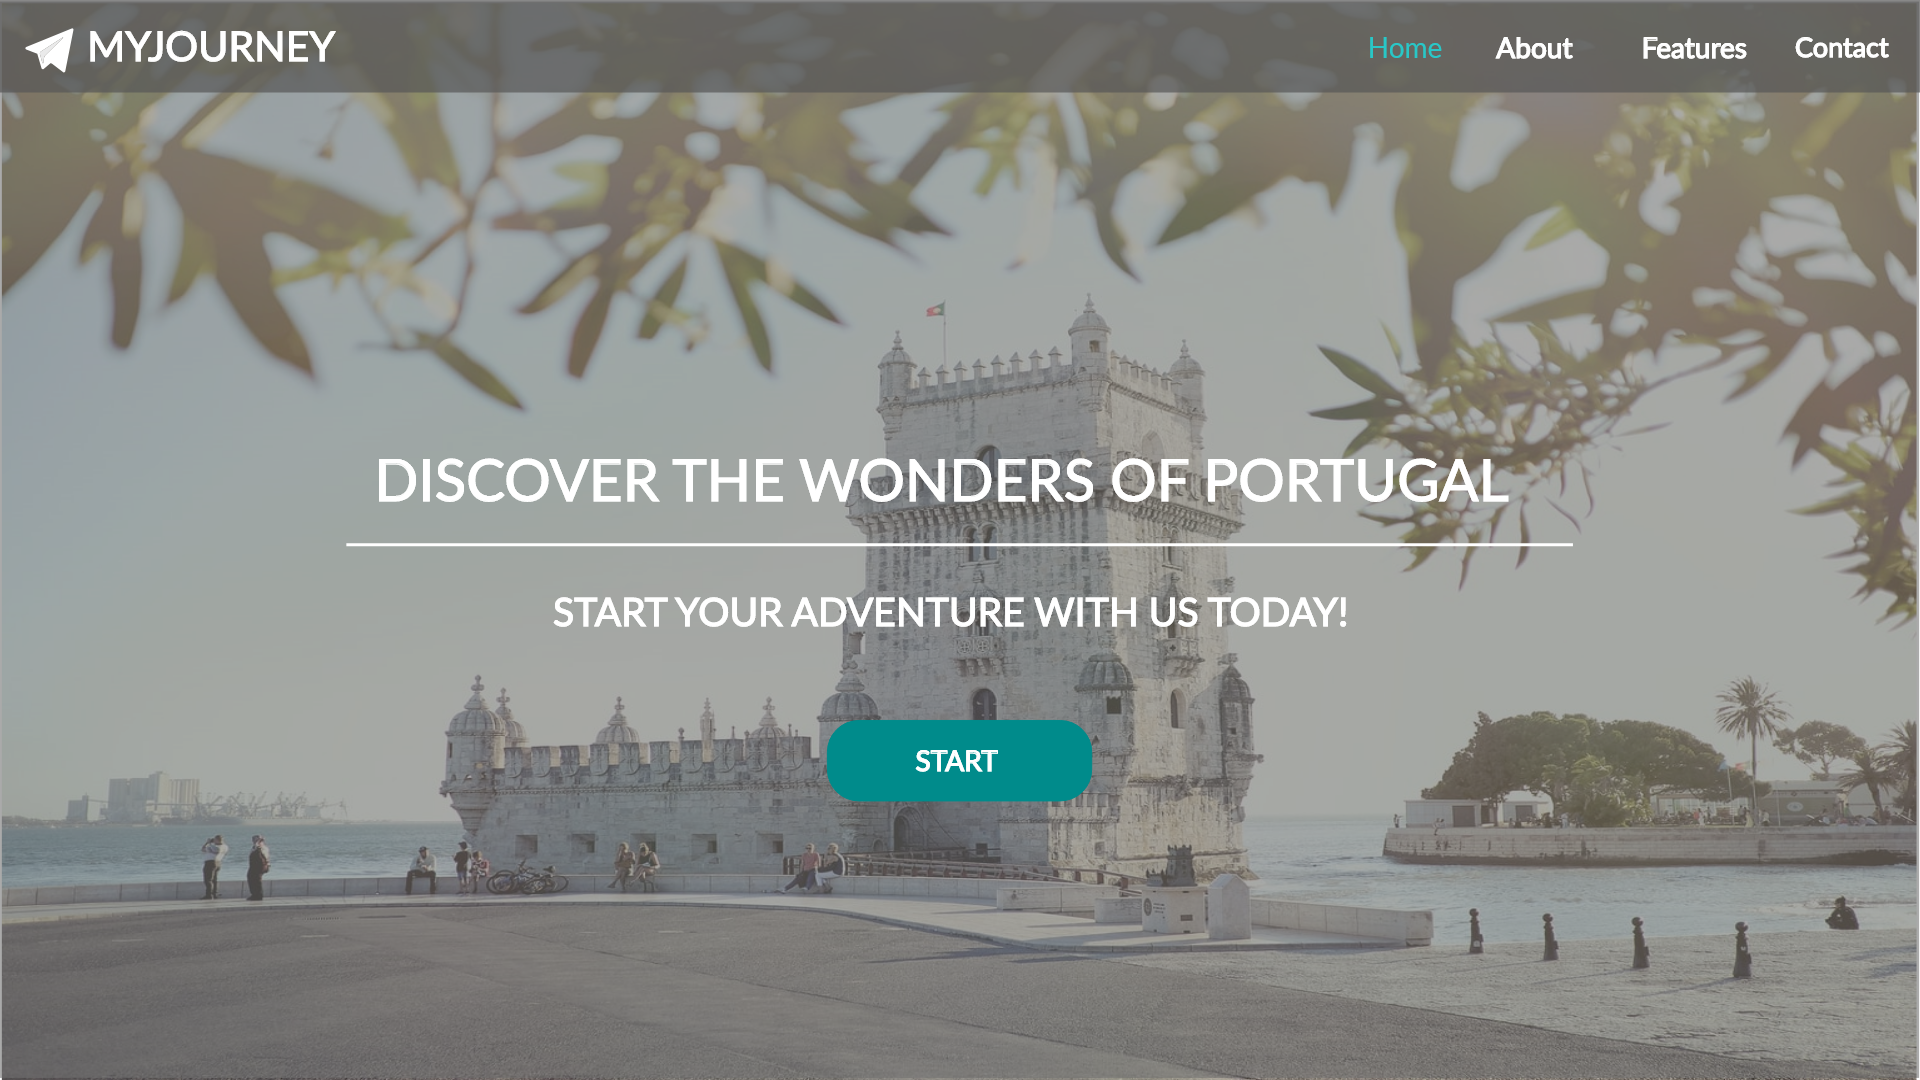 MYJOURNEY
Home About Features Contact
DISCOVER THE WONDERS OF PORTUGAL
START YOUR ADVENTURE WITH US TODAY!
START